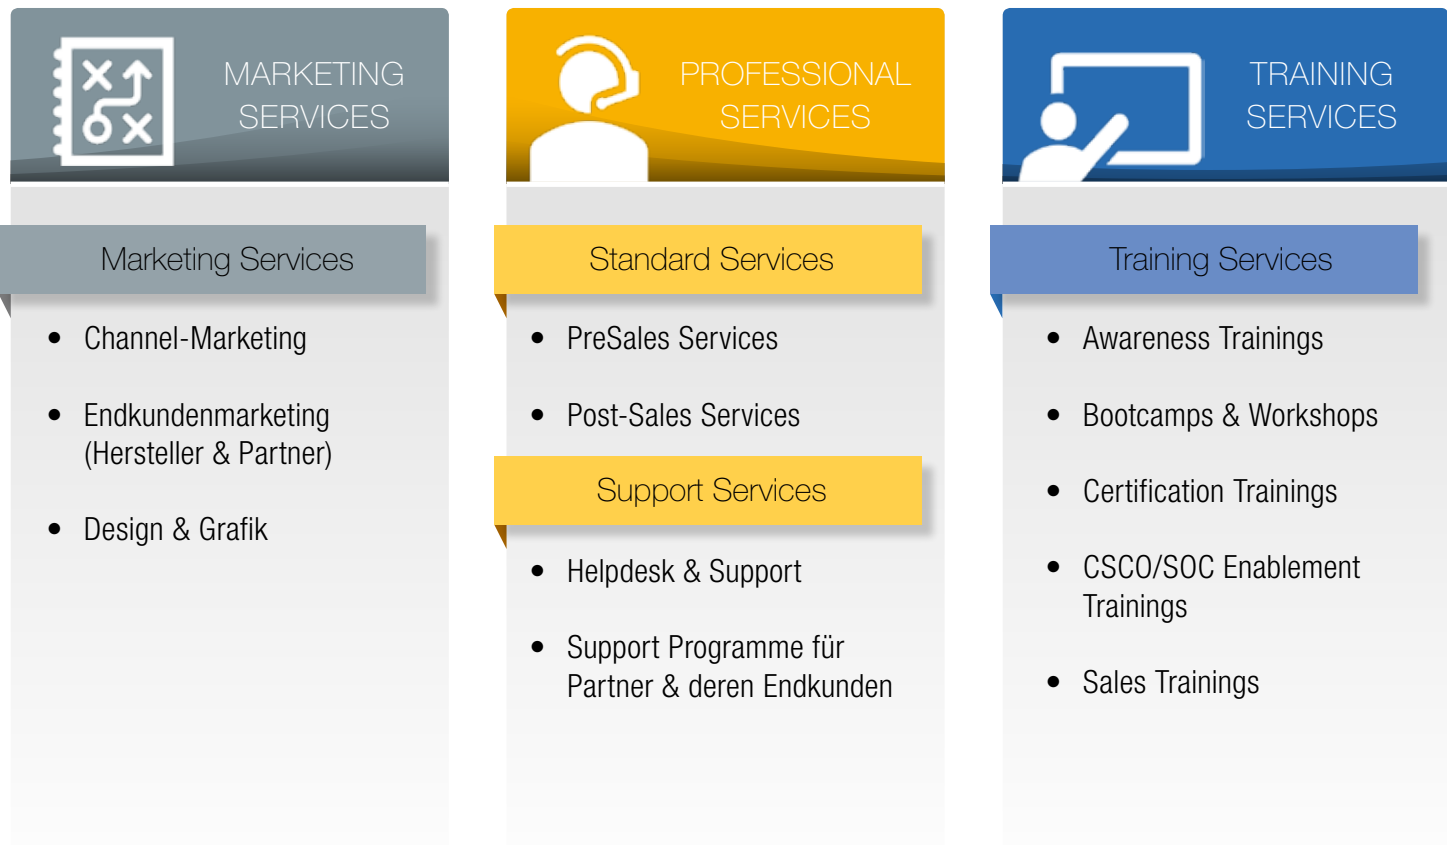 MARKETING
SERVICES
Marketing Services
• Channel-Marketing
• Endkundenmarketing
(Hersteller & Partner)
• Design & Grafik
PROFESSIONAL
SERVICES
Standard Services
• PreSales Services
• Post-Sales Services
Support Services
• Helpdesk & Support
• Support Programme für
Partner & deren Endkunden
TRAINING
SERVICES
Training Services
• Awareness Trainings
• Bootcamps & Workshops
• Certification Trainings
• CSCO/SOC Enablement
Trainings
• Sales Trainings